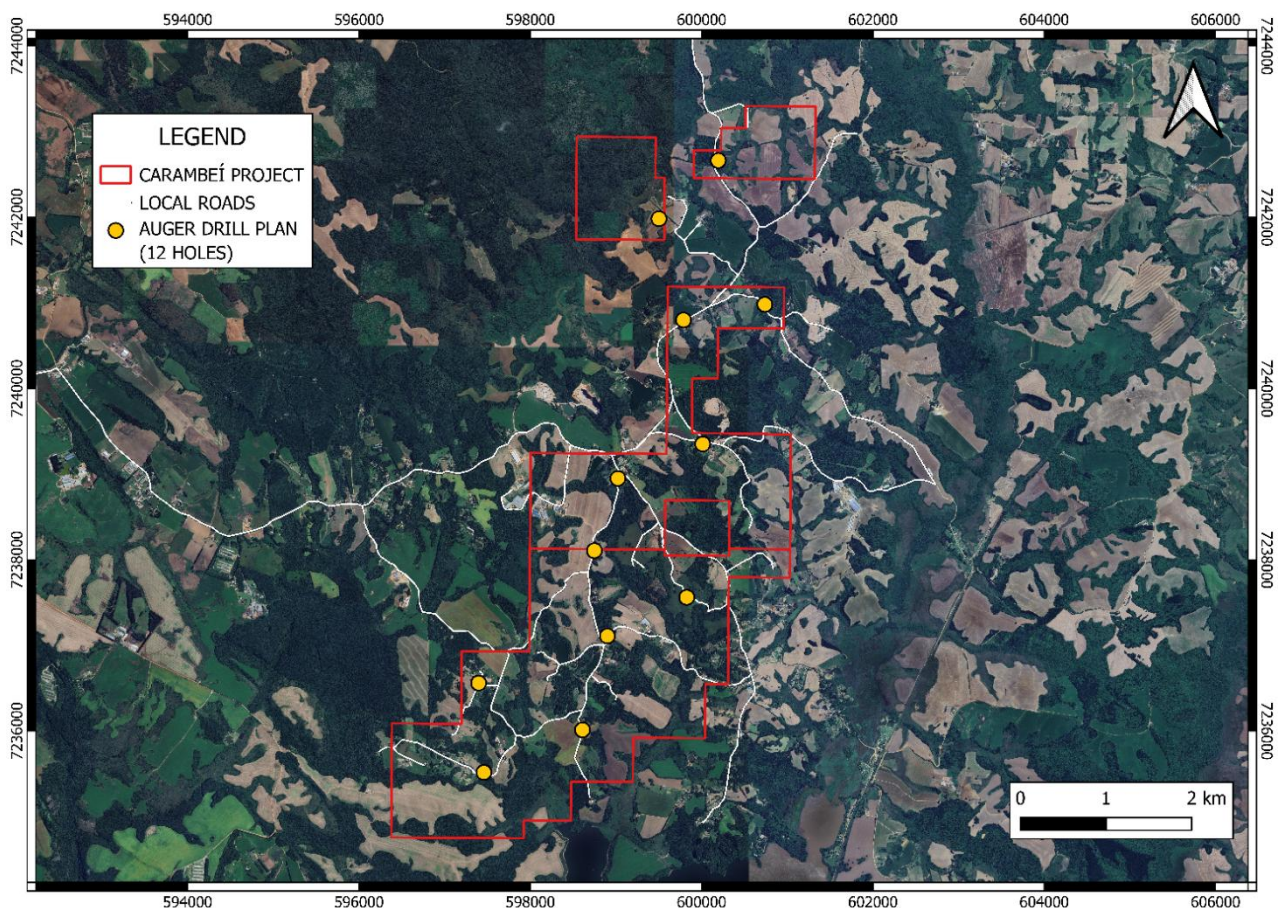 594000 596000 598000 600000 602000 604000 606000
7244000 7244000
LEGEND
CARAMBEÍ PROJECT
LOCAL ROADS
AUGER DRILL PLAN
(12 HOLES)
7242000 7242000
7240000 7240000
7238000 7238000
7236000 7236000
0 1 2 km
594000 596000 598000 600000 602000 604000 606000